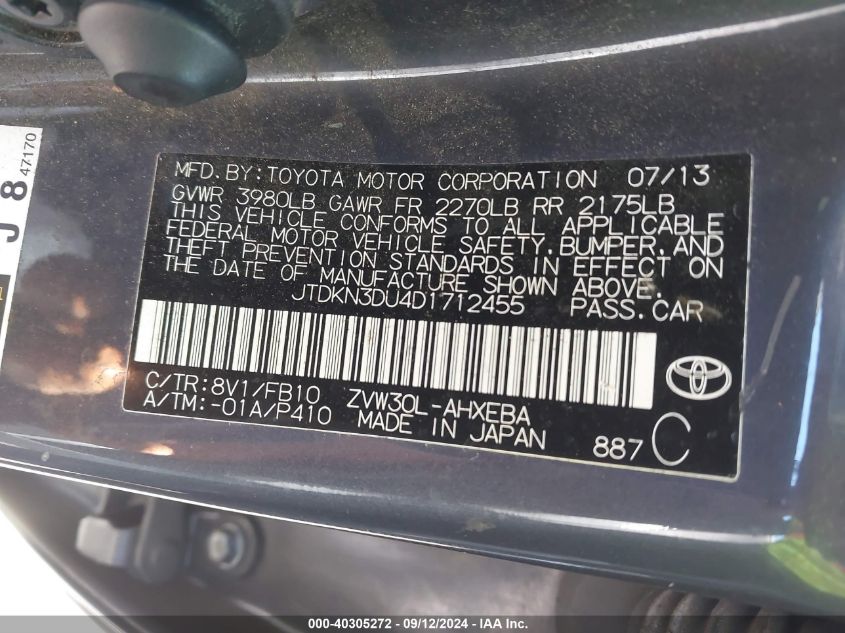 MFD. BY: TOYOTA MOTOR CORPORATION 07/13
GVWR 3980LB GAWR FR 2270LB RR 2175LB
THIS VEHICLE CONFORMS TO ALL APPLICABLE
FEDERAL MOTOR VEHICLE SAFETY, BUMPER, AND
THEFT PREVENTION STANDARDS IN EFFECT ON
THE DATE OF MANUFACTURE SHOWN ABOVE.
JTDKN3DU4D1712455 PASS. CAR
C/TR: 8V1/FB10 ZVW30L-AHXEBA
A/TM: -01A/P410 MADE IN JAPAN
887 C
J 8
47170
000-40305272 - 09/12/2024 - IAA Inc.